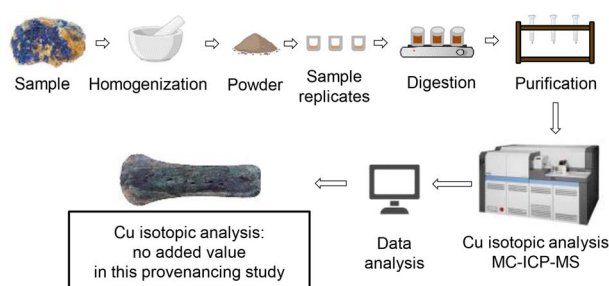 Sample
Homogenization
Powder
Sample
replicates
Digestion
Purification
Cu isotopic analysis
MC-ICP-MS
Data
analysis
Cu isotopic analysis:
no added value
in this provenancing study